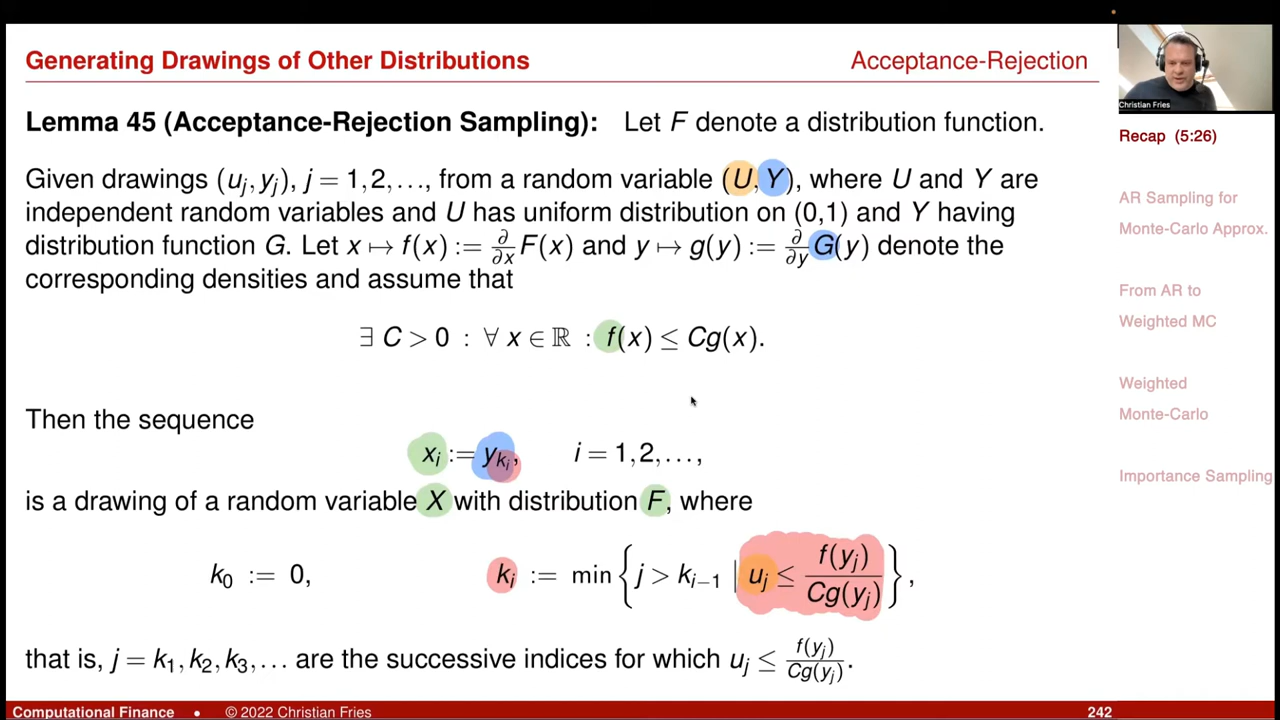 Generating Drawings of Other Distributions
Acceptance-Rejection
Lemma 45 (Acceptance-Rejection Sampling): Let F denote a distribution function.
Given drawings (u_j, y_j), j = 1,2,…, from a random variable (U, Y), where U and Y are
independent random variables and U has uniform distribution on (0,1) and Y having
distribution function G. Let x ↦ f(x) := ∂/∂x F(x) and y ↦ g(y) := ∂/∂y G(y) denote the
corresponding densities and assume that
∃ C > 0 : ∀ x ∈ ℝ : f(x) ≤ Cg(x).
Then the sequence
x_i := y_{k_i}, i = 1,2,…,
is a drawing of a random variable X with distribution F, where
k_0 := 0, k_i := min { j > k_{i−1} | u_j ≤ f(y_j)/Cg(y_j) } ,
that is, j = k_1, k_2, k_3, … are the successive indices for which u_j ≤ f(y_j)/Cg(y_j).
Computational Finance • © 2022 Christian Fries 242
Christian Fries
Recap (5:26)
AR Sampling for
Monte-Carlo Approx.
From AR to
Weighted MC
Weighted
Monte-Carlo
Importance Sampling